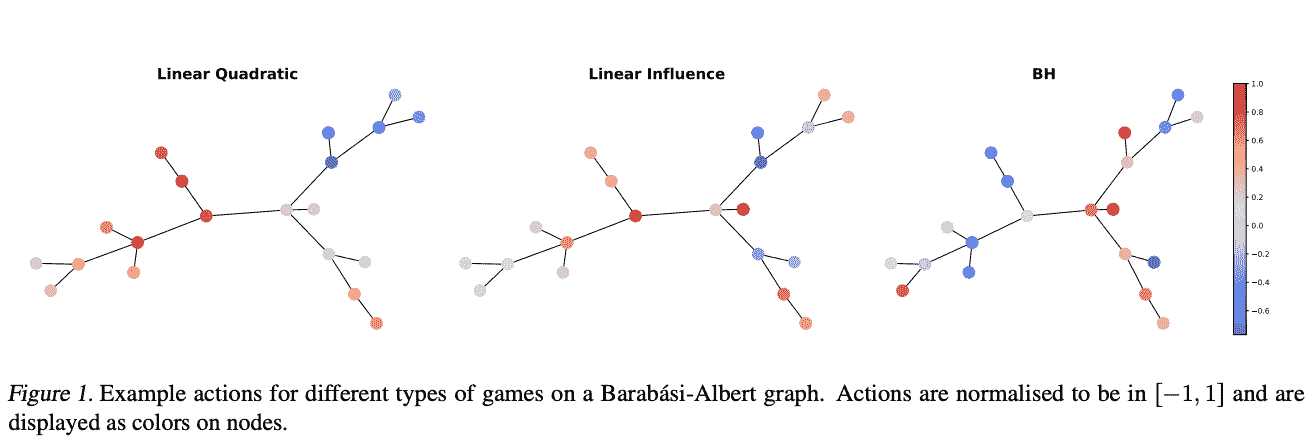 Linear Quadratic
Linear Influence
BH
1.0
0.8
0.6
0.4
0.2
0.0
−0.2
−0.4
−0.6
Figure 1. Example actions for different types of games on a Barabási-Albert graph. Actions are normalised to be in [−1, 1] and are
displayed as colors on nodes.